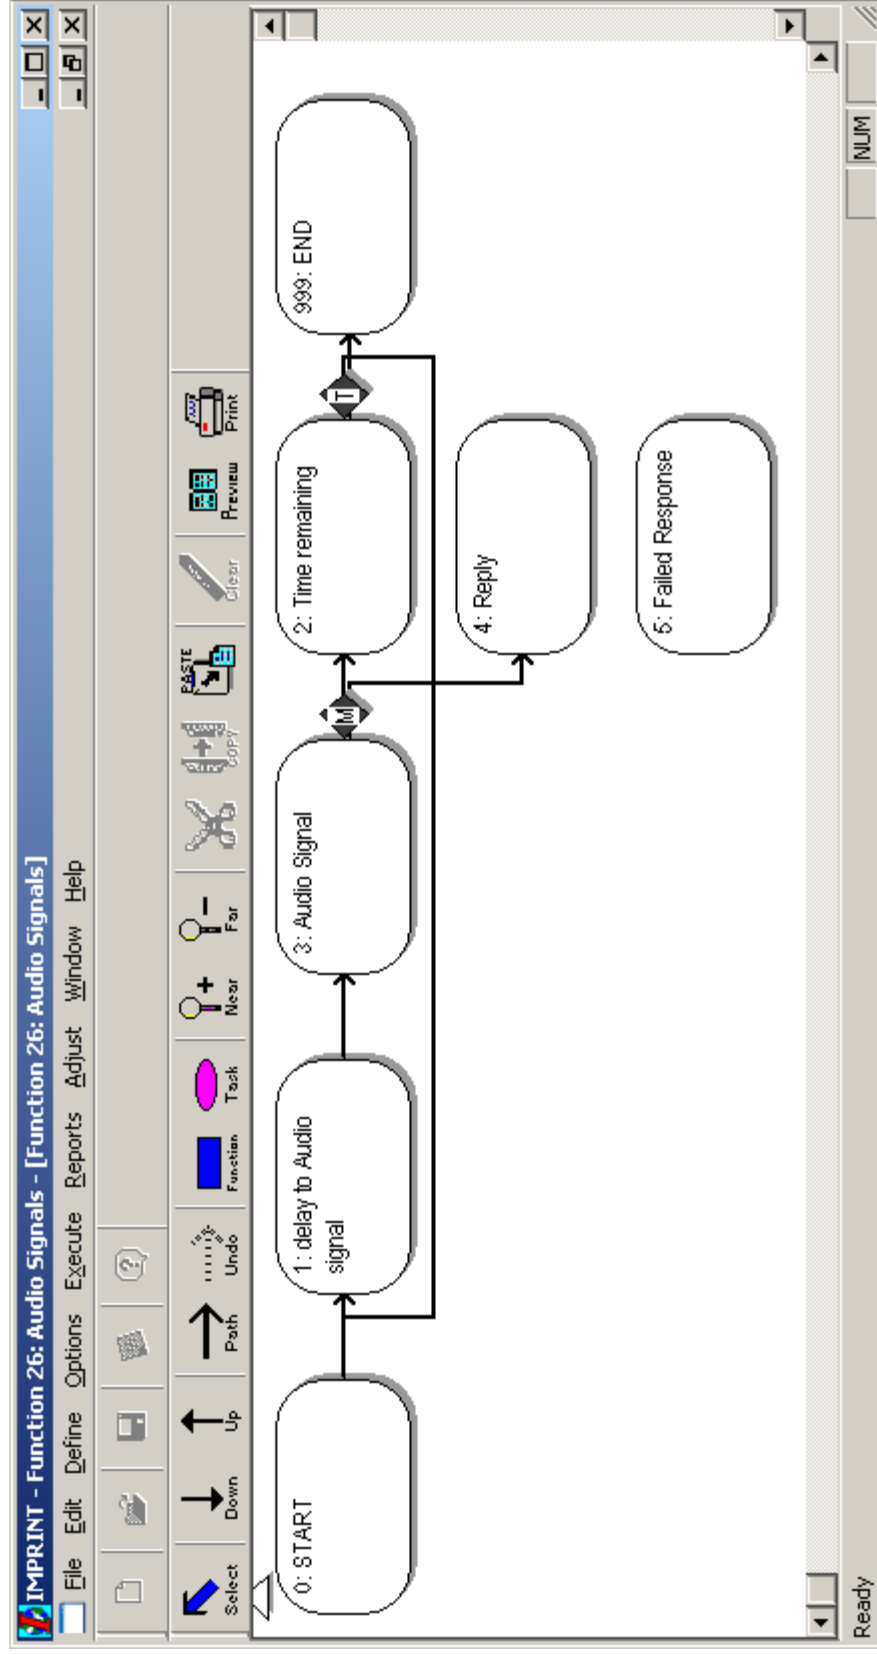 IMPRINT - Function 26: Audio Signals - [Function 26: Audio Signals]
File Edit Define Options Execute Reports Adjust Window Help
Select Down Up Path Undo Function Task Near Far COPY PASTE Clear Preview Print
0: START
1: delay to Audio
signal
3: Audio Signal
M
2: Time remaining
T
999: END
4: Reply
5: Failed Response
Ready NUM